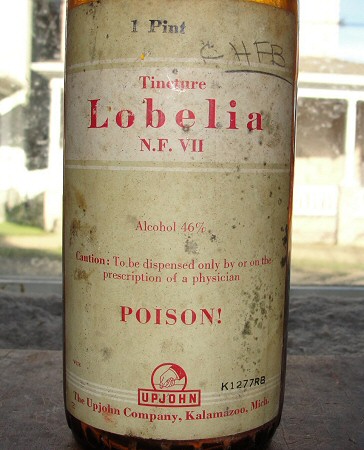 1 Pint
CHFB
Tincture
Lobelia
N.F. VII
Alcohol 46%
Caution: To be dispensed only by or on the
prescription of a physician
POISON!
UPJOHN
K1277RB
The Upjohn Company, Kalamazoo, Mich.